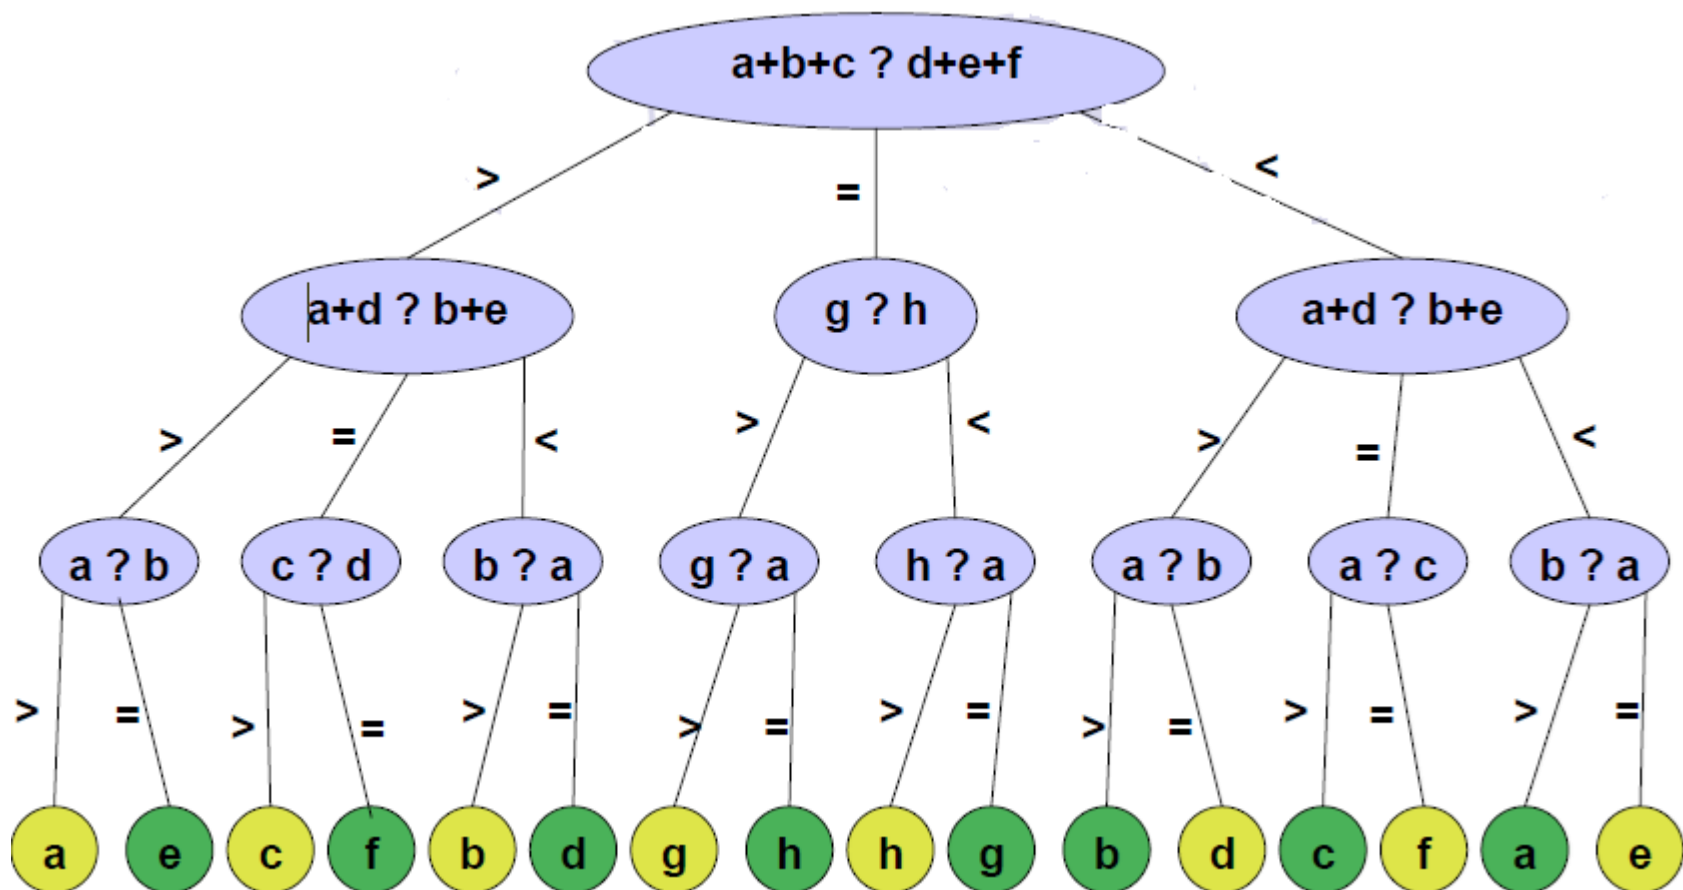 a+b+c ? d+e+f
> = <
a+d ? b+e
g ? h
a+d ? b+e
> = < > < > = <
a ? b
c ? d
b ? a
g ? a
h ? a
a ? b
a ? c
b ? a
> = > = > = > = > = > = > = > =
a e c f b d g h h g b d c f a e